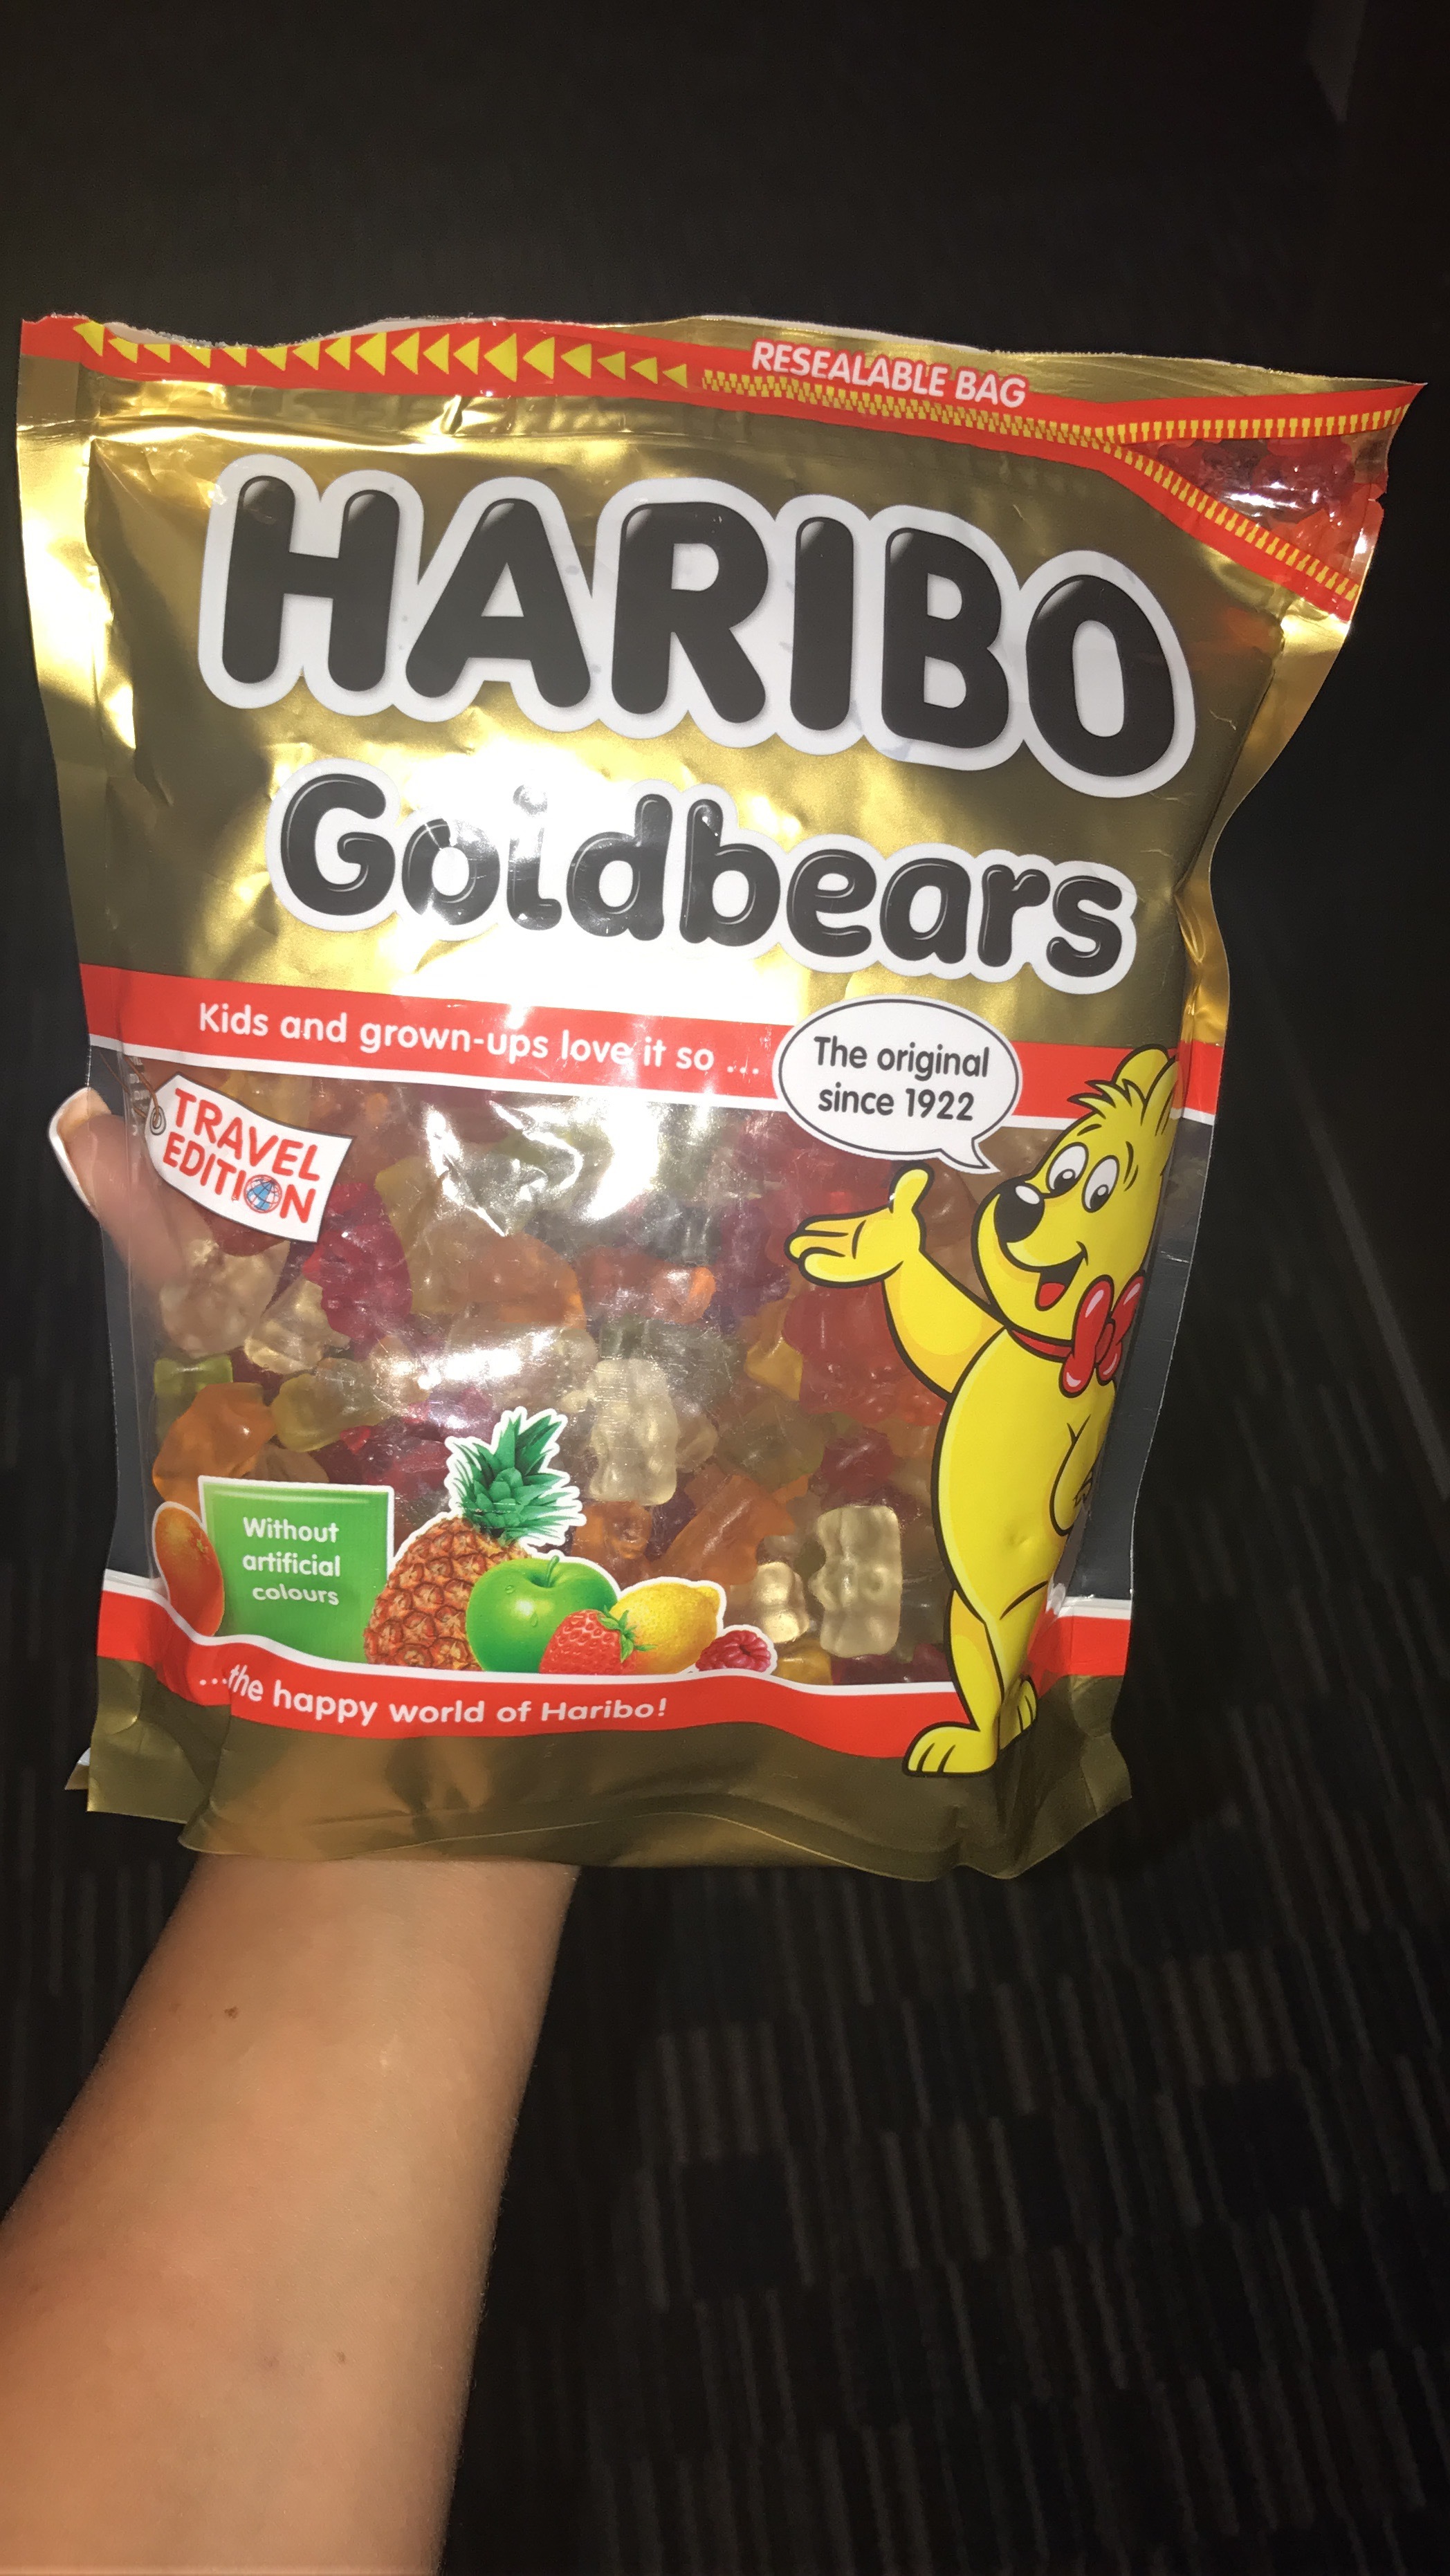 RESEALABLE BAG
HARIBO
Goldbears
Kids and grown-ups love it so ...
The original
since 1922
TRAVEL
EDITION
Without
artificial
colours
...the happy world of Haribo!